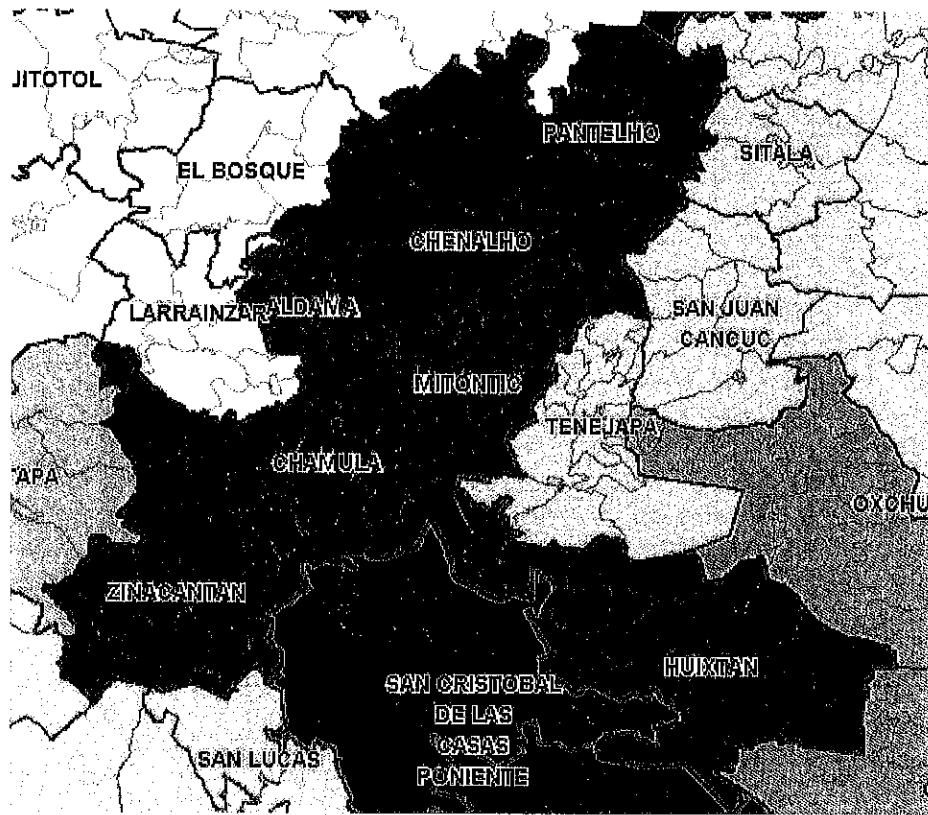 JITOTOL
PANTELHO
SITALA
EL BOSQUE
CHENALHO
LARRAINZAR
ALDAMA
SAN JUAN
CANCUC
MITONTIC
TENEJAPA
CHAMULA
TAPA
OXCHU
ZINACANTAN
HUIXTAN
SAN CRISTOBAL
DE LAS
CASAS
PONIENTE
SAN LUCAS